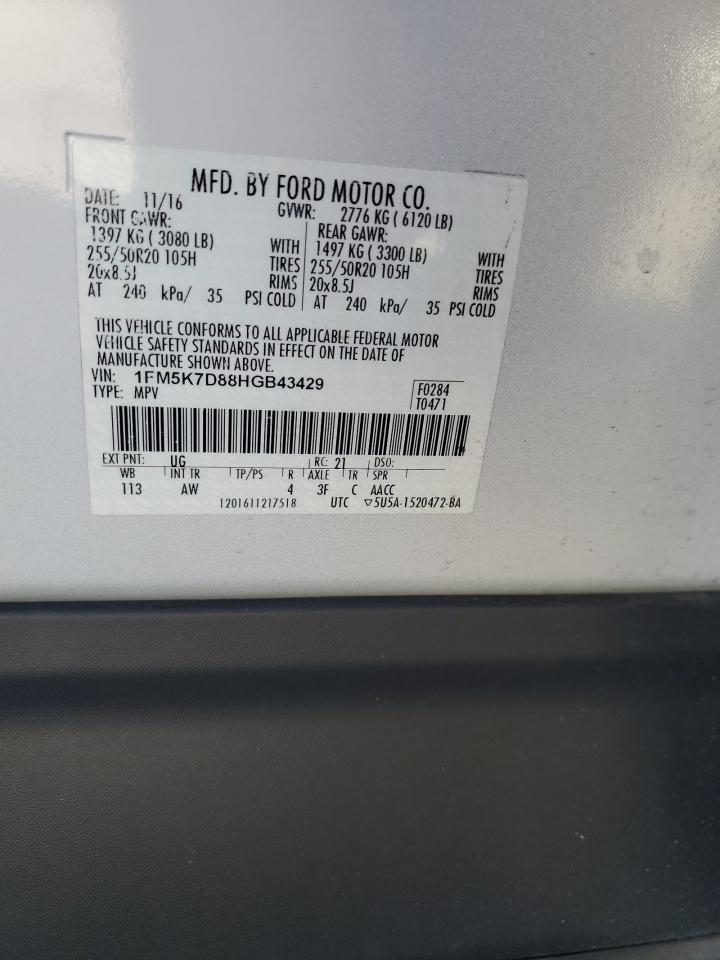 MFD. BY FORD MOTOR CO.
DATE: 11/16 GVWR: 2776 KG ( 6120 LB)
FRONT GAWR: REAR GAWR:
1397 KG ( 3080 LB) WITH 1497 KG ( 3300 LB) WITH
255/50R20 105H TIRES 255/50R20 105H TIRES
20x8.5J RIMS 20x8.5J RIMS
AT 240 kPa/ 35 PSI COLD AT 240 kPa/ 35 PSI COLD
THIS VEHICLE CONFORMS TO ALL APPLICABLE FEDERAL MOTOR
VEHICLE SAFETY STANDARDS IN EFFECT ON THE DATE OF
MANUFACTURE SHOWN ABOVE.
VIN: 1FM5K7D88HGB43429
TYPE: MPV
F0284
T0471
EXT PNT: UG RC: 21 DSO:
WB INT TR TP/PS R AXLE TR SPR
113 AW 4 3F C AACC
1201611217518 UTC ▽5U5A-1520472-BA